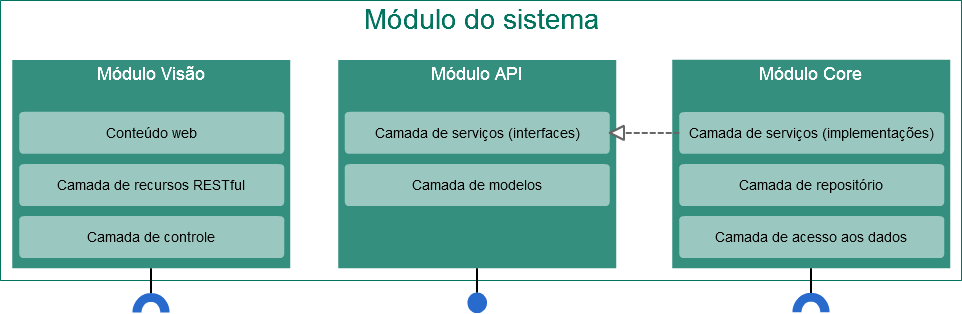 Módulo do sistema
Módulo Visão
Conteúdo web
Camada de recursos RESTful
Camada de controle
Módulo API
Camada de serviços (interfaces)
Camada de modelos
Módulo Core
Camada de serviços (implementações)
Camada de repositório
Camada de acesso aos dados